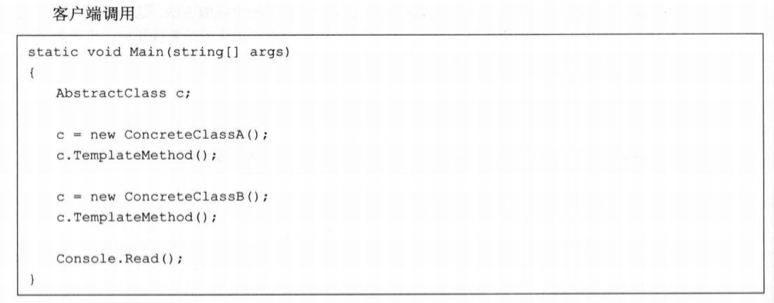 客户端调用
static void Main(string[] args)
{
    AbstractClass c;

    c = new ConcreteClassA();
    c.TemplateMethod();

    c = new ConcreteClassB();
    c.TemplateMethod();

    Console.Read();
}